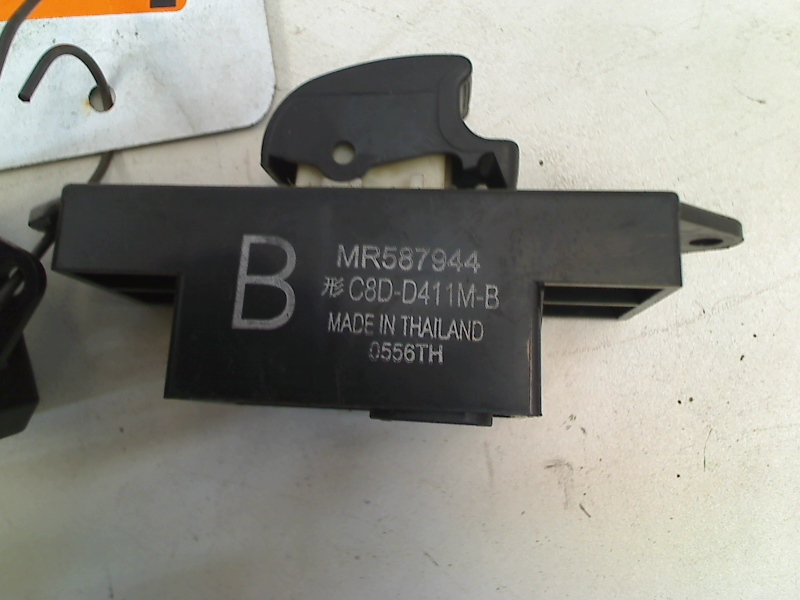 B
MR587944
形 C8D-D411M-B
MADE IN THAILAND
0556TH